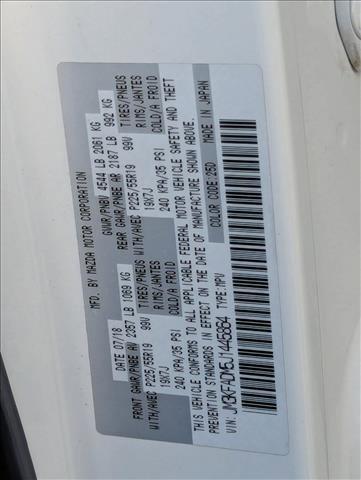 MFD. BY MAZDA MOTOR CORPORATION
DATE 07/18 GVWR/PNBV 4544 LB 2061 KG
FRONT GAWR/PNBE AV 2357 LB 1069 KG REAR GAWR/PNBE AR 2187 LB 992 KG
TIRES/PNEUS WITH/AVEC P225/55R19 99V TIRES/PNEUS
RIMS/JANTES 19X7J RIMS/JANTES
COLD/A FROID 240 KPA/35 PSI COLD/A FROID
WITH/AVEC P225/55R19 99V
19X7J
240 KPA/35 PSI
THIS VEHICLE CONFORMS TO ALL APPLICABLE FEDERAL MOTOR VEHICLE SAFETY AND THEFT
PREVENTION STANDARDS IN EFFECT ON THE DATE OF MANUFACTURE SHOWN ABOVE.
VIN: TYPE:MPV COLOR CODE:25D MADE IN JAPAN